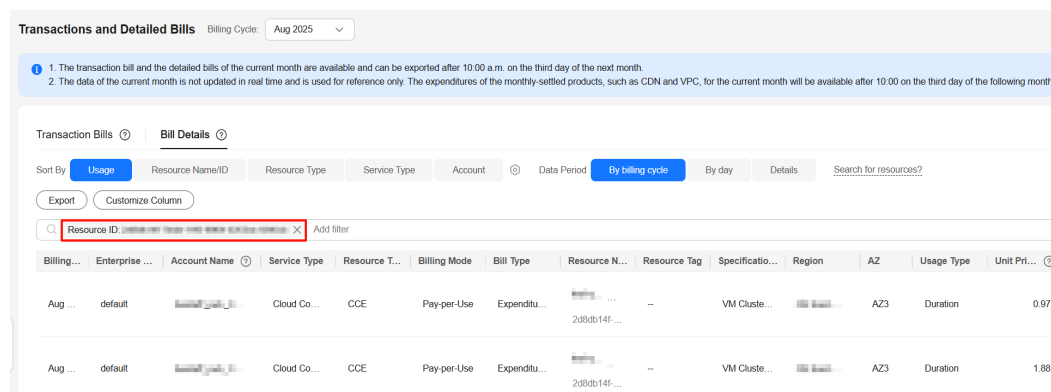 Transactions and Detailed Bills Billing Cycle: Aug 2025
1. The transaction bill and the detailed bills of the current month are available and can be exported after 10:00 a.m. on the third day of the next month.
2. The data of the current month is not updated in real time and is used for reference only. The expenditures of the monthly-settled products, such as CDN and VPC, for the current month will be available after 10:00 on the third day of the following month
Transaction Bills Bill Details
Sort By Usage Resource Name/ID Resource Type Service Type Account Data Period By billing cycle By day Details Search for resources?
Export Customize Column
Resource ID: Add filter
Billing... Enterprise ... Account Name Service Type Resource T... Billing Mode Bill Type Resource N... Resource Tag Specificatio... Region AZ Usage Type Unit Pri...
Aug ... default Cloud Co... CCE Pay-per-Use Expenditu... ... -- VM Cluste... AZ3 Duration 0.97
2d8db14f-...
Aug ... default Cloud Co... CCE Pay-per-Use Expenditu... -- VM Cluste... AZ3 Duration 1.88
2d8db14f-...